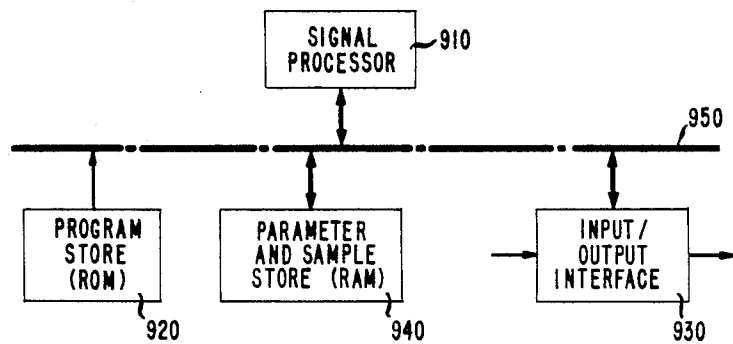 SIGNAL
PROCESSOR
910
950
PROGRAM
STORE
(ROM)
920
PARAMETER
AND SAMPLE
STORE (RAM)
940
INPUT/
OUTPUT
INTERFACE
930